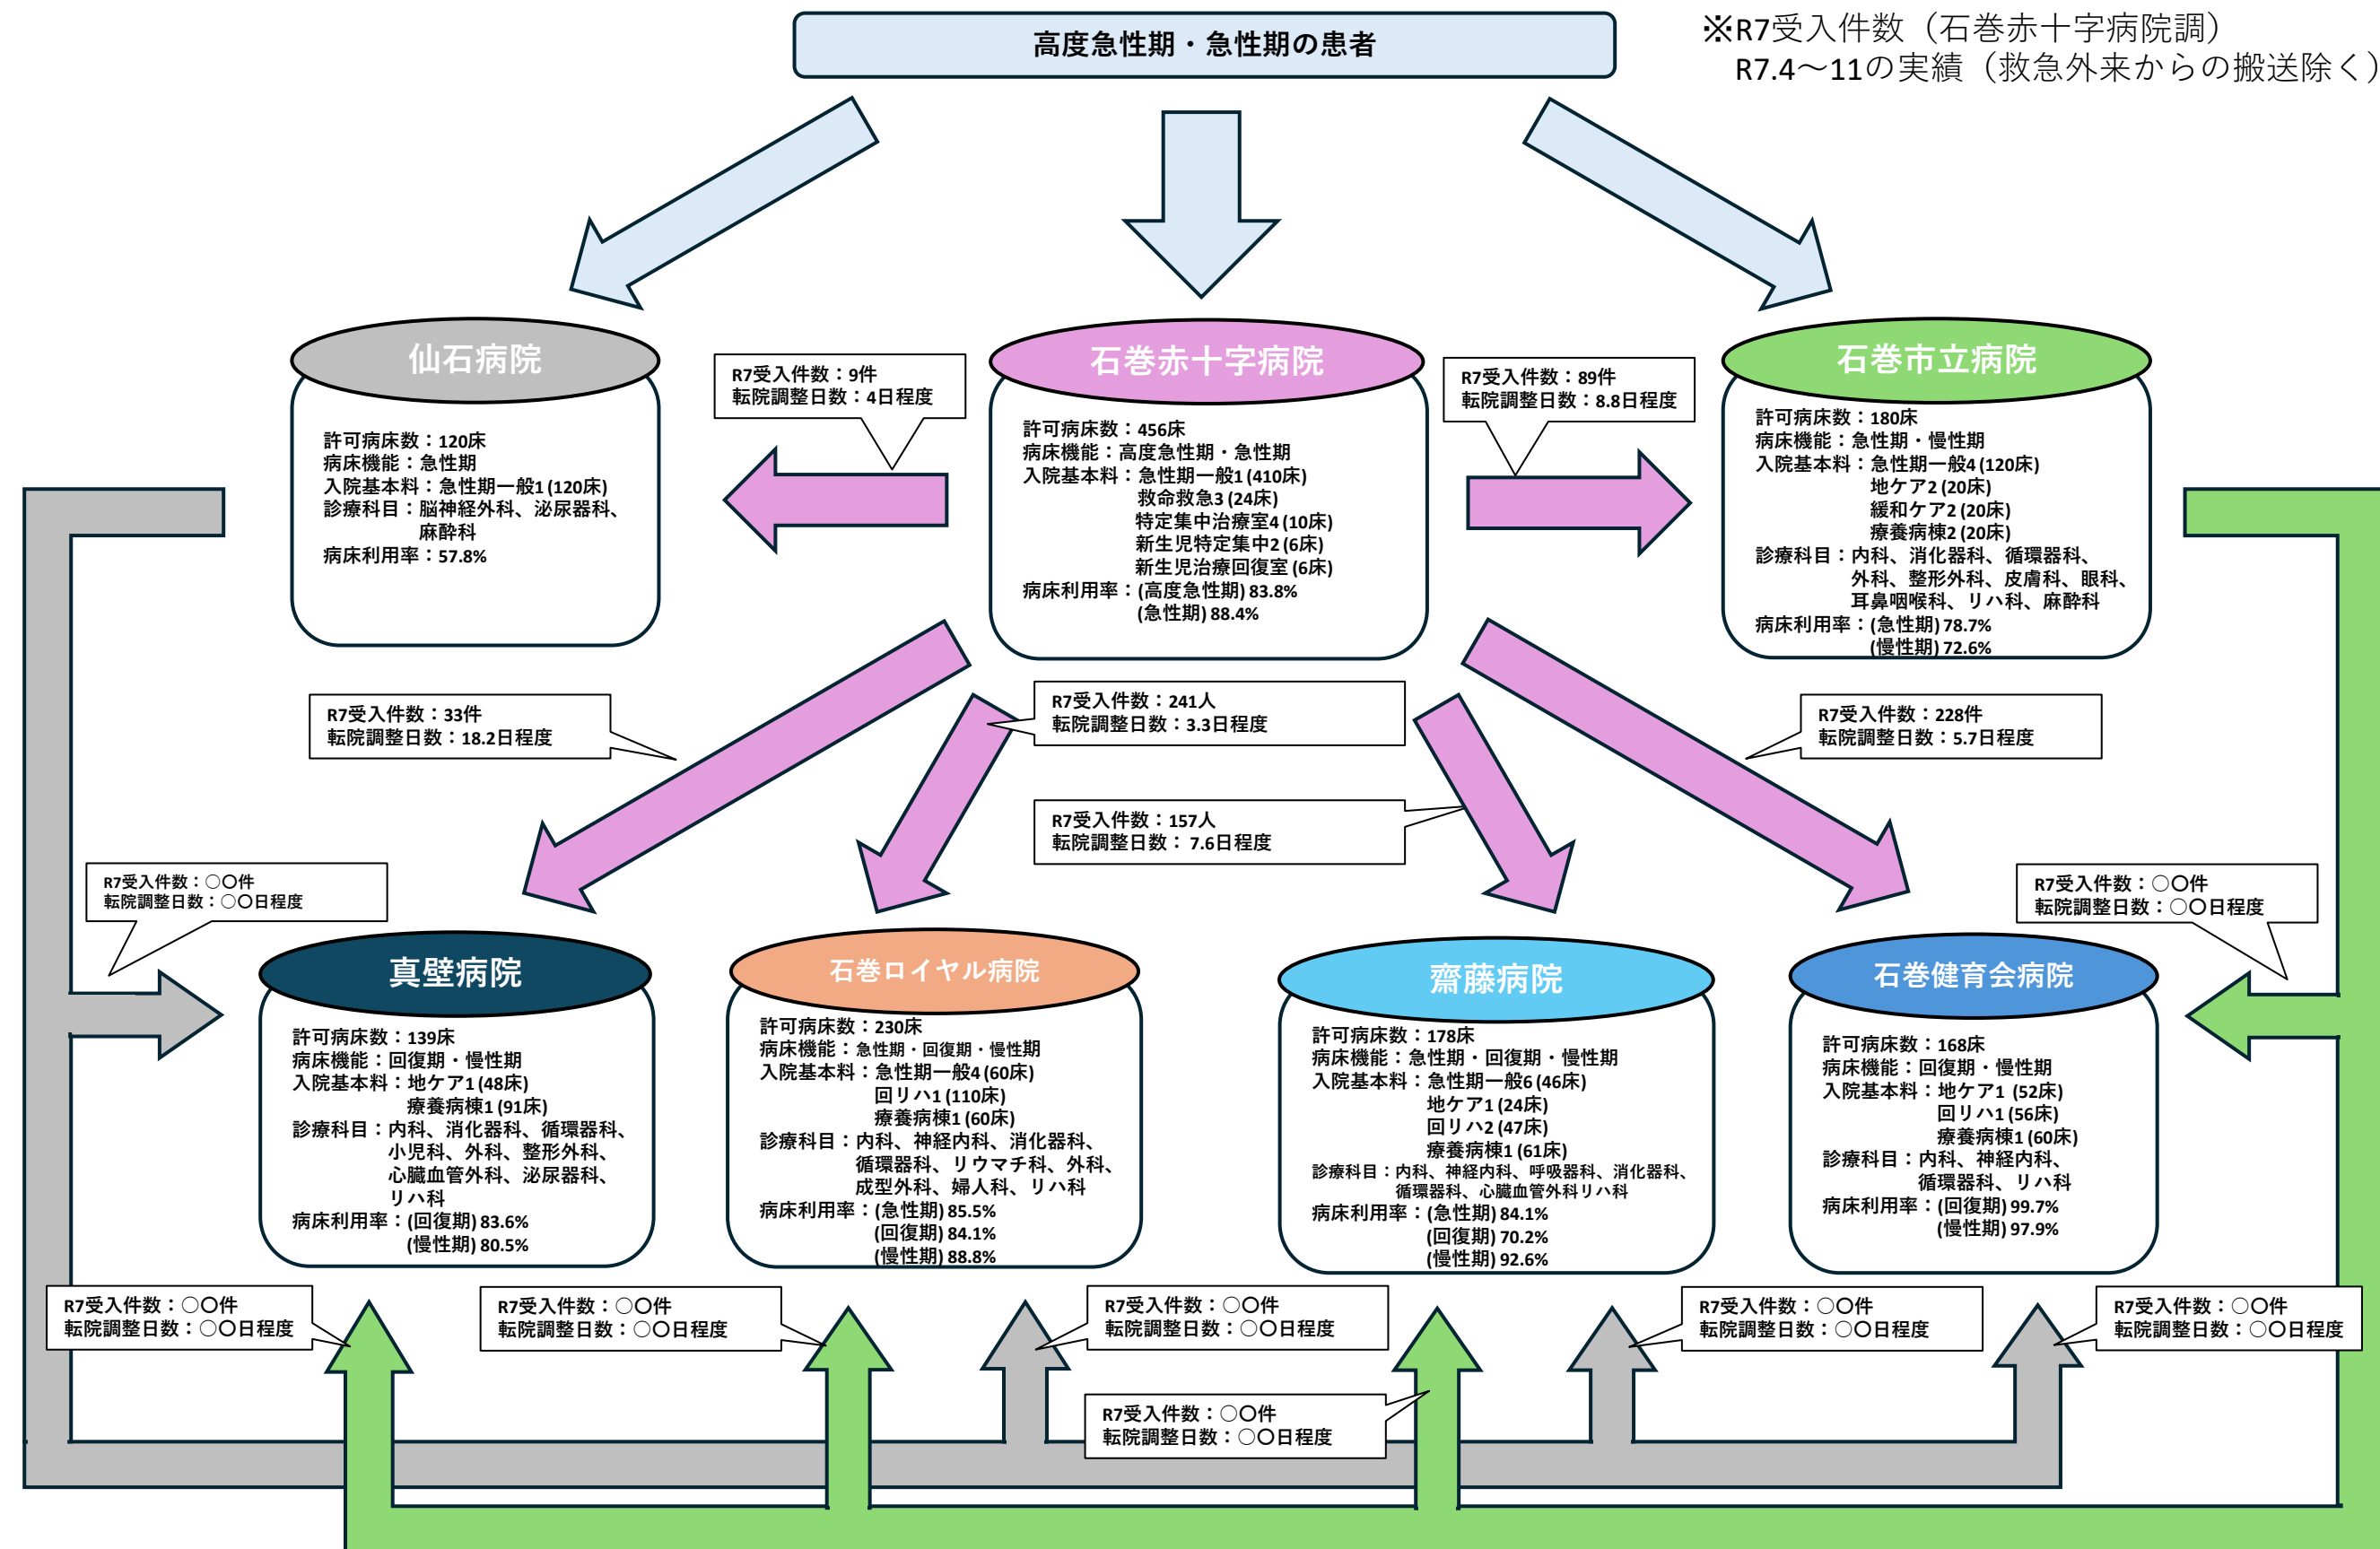 高度急性期・急性期の患者
※R7受入件数（石巻赤十字病院調）
R7.4～11の実績（救急外来からの搬送除く）
仙石病院
許可病床数：120床
病床機能：急性期
入院基本料：急性期一般1 (120床)
診療科目：脳神経外科、泌尿器科、
麻酔科
病床利用率：57.8%
R7受入件数：9件
転院調整日数：4日程度
石巻赤十字病院
許可病床数：456床
病床機能：高度急性期・急性期
入院基本料：急性期一般1 (410床)
救命救急3 (24床)
特定集中治療室4 (10床)
新生児特定集中2 (6床)
新生児治療回復室 (6床)
病床利用率：(高度急性期) 83.8%
(急性期) 88.4%
R7受入件数：89件
転院調整日数：8.8日程度
石巻市立病院
許可病床数：180床
病床機能：急性期・慢性期
入院基本料：急性期一般4 (120床)
地ケア2 (20床)
緩和ケア2 (20床)
療養病棟2 (20床)
診療科目：内科、消化器科、循環器科、
外科、整形外科、皮膚科、眼科、
耳鼻咽喉科、リハ科、麻酔科
病床利用率：(急性期) 78.7%
(慢性期) 72.6%
R7受入件数：33件
転院調整日数：18.2日程度
R7受入件数：241人
転院調整日数：3.3日程度
R7受入件数：228件
転院調整日数：5.7日程度
R7受入件数：157人
転院調整日数： 7.6日程度
R7受入件数：○〇件
転院調整日数：○〇日程度
R7受入件数：○〇件
転院調整日数：○〇日程度
真壁病院
許可病床数：139床
病床機能：回復期・慢性期
入院基本料：地ケア1 (48床)
療養病棟1 (91床)
診療科目：内科、消化器科、循環器科、
小児科、外科、整形外科、
心臓血管外科、泌尿器科、
リハ科
病床利用率：(回復期) 83.6%
(慢性期) 80.5%
石巻ロイヤル病院
許可病床数：230床
病床機能：急性期・回復期・慢性期
入院基本料：急性期一般4 (60床)
回リハ1 (110床)
療養病棟1 (60床)
診療科目：内科、神経内科、消化器科、
循環器科、リウマチ科、外科、
成型外科、婦人科、リハ科
病床利用率：(急性期) 85.5%
(回復期) 84.1%
(慢性期) 88.8%
齋藤病院
許可病床数：178床
病床機能：急性期・回復期・慢性期
入院基本料：急性期一般6 (46床)
地ケア1 (24床)
回リハ2 (47床)
療養病棟1 (61床)
診療科目：内科、神経内科、呼吸器科、消化器科、
循環器科、心臓血管外科リハ科
病床利用率：(急性期) 84.1%
(回復期) 70.2%
(慢性期) 92.6%
石巻健育会病院
許可病床数：168床
病床機能：回復期・慢性期
入院基本料：地ケア1 (52床)
回リハ1 (56床)
療養病棟1 (60床)
診療科目：内科、神経内科、
循環器科、リハ科
病床利用率：(回復期) 99.7%
(慢性期) 97.9%
R7受入件数：○〇件
転院調整日数：○〇日程度
R7受入件数：○〇件
転院調整日数：○〇日程度
R7受入件数：○〇件
転院調整日数：○〇日程度
R7受入件数：○〇件
転院調整日数：○〇日程度
R7受入件数：○〇件
転院調整日数：○〇日程度
R7受入件数：○〇件
転院調整日数：○〇日程度